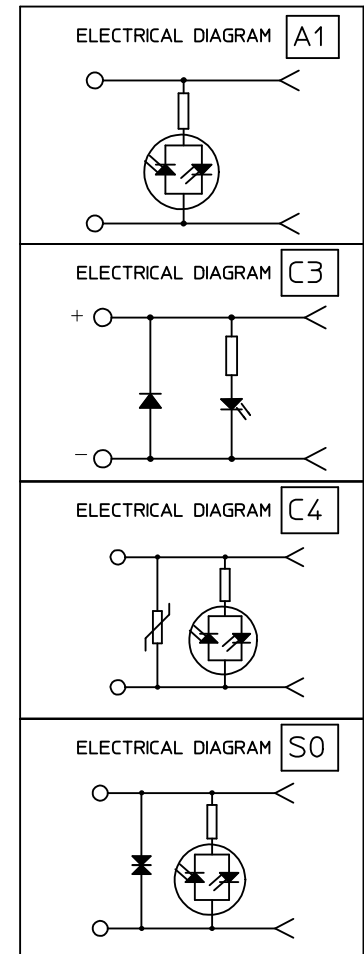 ELECTRICAL DIAGRAM A1
ELECTRICAL DIAGRAM C3
+
−
ELECTRICAL DIAGRAM C4
ELECTRICAL DIAGRAM S0